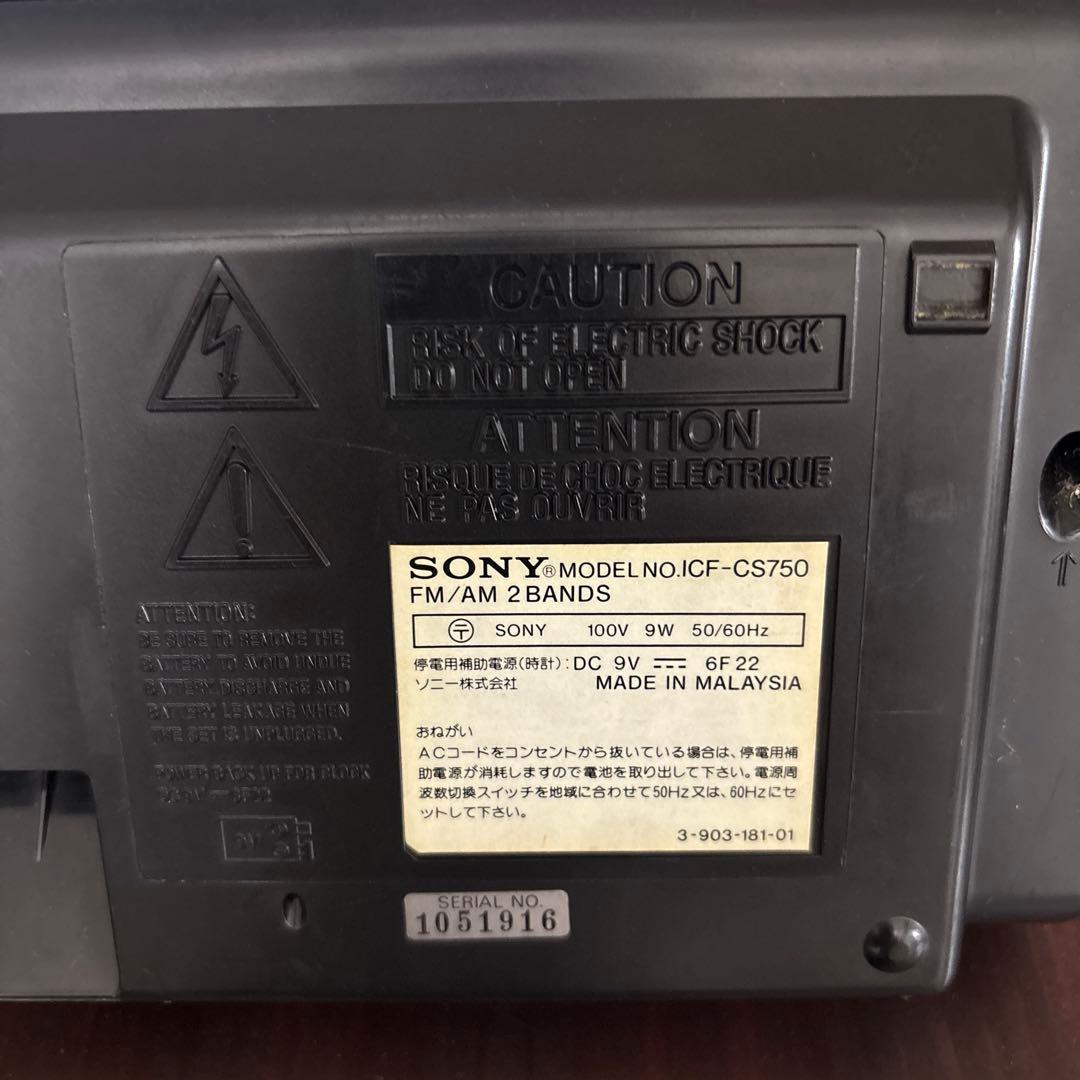 CAUTION
RISK OF ELECTRIC SHOCK
DO NOT OPEN
ATTENTION
RISQUE DE CHOC ELECTRIQUE
NE PAS OUVRIR
SONY® MODEL NO. ICF-CS750
FM/AM 2 BANDS
〒 SONY 100V 9W 50/60Hz
停電用補助電源(時計): DC 9V ⎓ 6F22
ソニー株式会社 MADE IN MALAYSIA
おねがい
ACコードをコンセントから抜いている場合は、停電用補
助電源が消耗しますので電池を取り出して下さい。電源周
波数切換スイッチを地域に合わせて50Hz又は、60Hzにセ
ットして下さい。
3-903-181-01
ATTENTION:
BE SURE TO REMOVE THE
BATTERY TO AVOID UNDUE
BATTERY DISCHARGE AND
BATTERY LEAKAGE WHEN
THE SET IS UNPLUGGED.
POWER BACK UP FOR CLOCK
DC 9V ⎓ 6F22
SERIAL NO.
1051916